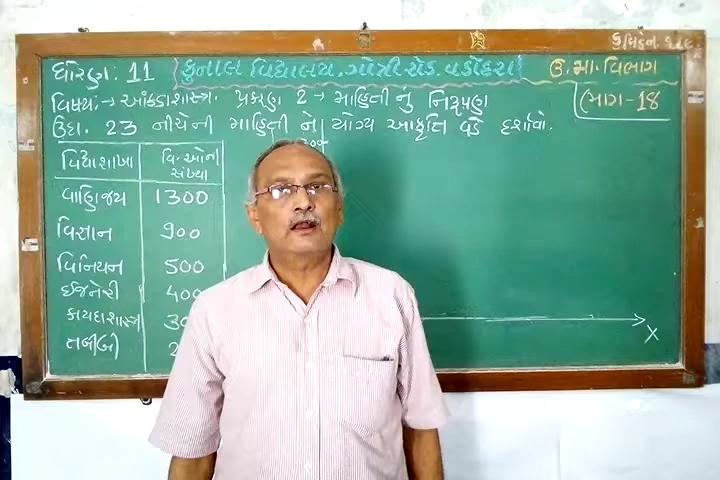 ધોરણ: 11
કુનાલ વિદ્યાલય, ગોત્રી રોડ. વડોદરા
ઉ. મા. વિભાગ
ભાગ-18
વિષય:→ આંકડાશાસ્ત્ર. પ્રકરણ 2 → માહિતીનું નિરૂપણ
ઉદા. 23 નીચેની માહિતીને યોગ્ય આકૃતિ વડે દર્શાવો.
વિદ્યાશાખા વિ.ઓની સંખ્યા
વાણિજ્ય 1300
વિજ્ઞાન 900
વિનિયન 500
ઈજનેરી 400
કાયદાશાસ્ત્ર
તબીબી
X